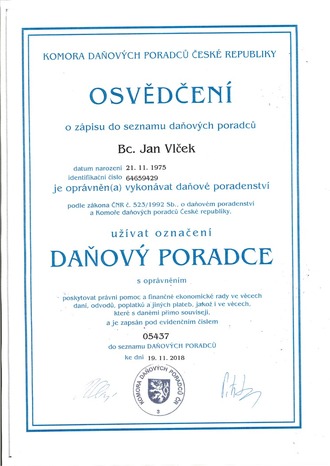 KOMORA DAŇOVÝCH PORADCŮ ČESKÉ REPUBLIKY
OSVĚDČENÍ
o zápisu do seznamu daňových poradců
Bc. Jan Vlček
datum narození 21. 11. 1975
identifikační číslo 64659429
je oprávněn(a) vykonávat daňové poradenství
podle zákona ČNR č. 523/1992 Sb., o daňovém poradenství
a Komoře daňových poradců České republiky.
užívat označení
DAŇOVÝ PORADCE
s oprávněním
poskytovat právní pomoc a finančně ekonomické rady ve věcech
daní, odvodů, poplatků a jiných plateb, jakož i ve věcech,
které s daněmi přímo souvisejí,
a je zapsán pod evidenčním číslem
05437
do seznamu DAŇOVÝCH PORADCŮ
ke dni 19. 11. 2018
KOMORA DAŇOVÝCH PORADCŮ ČR
3